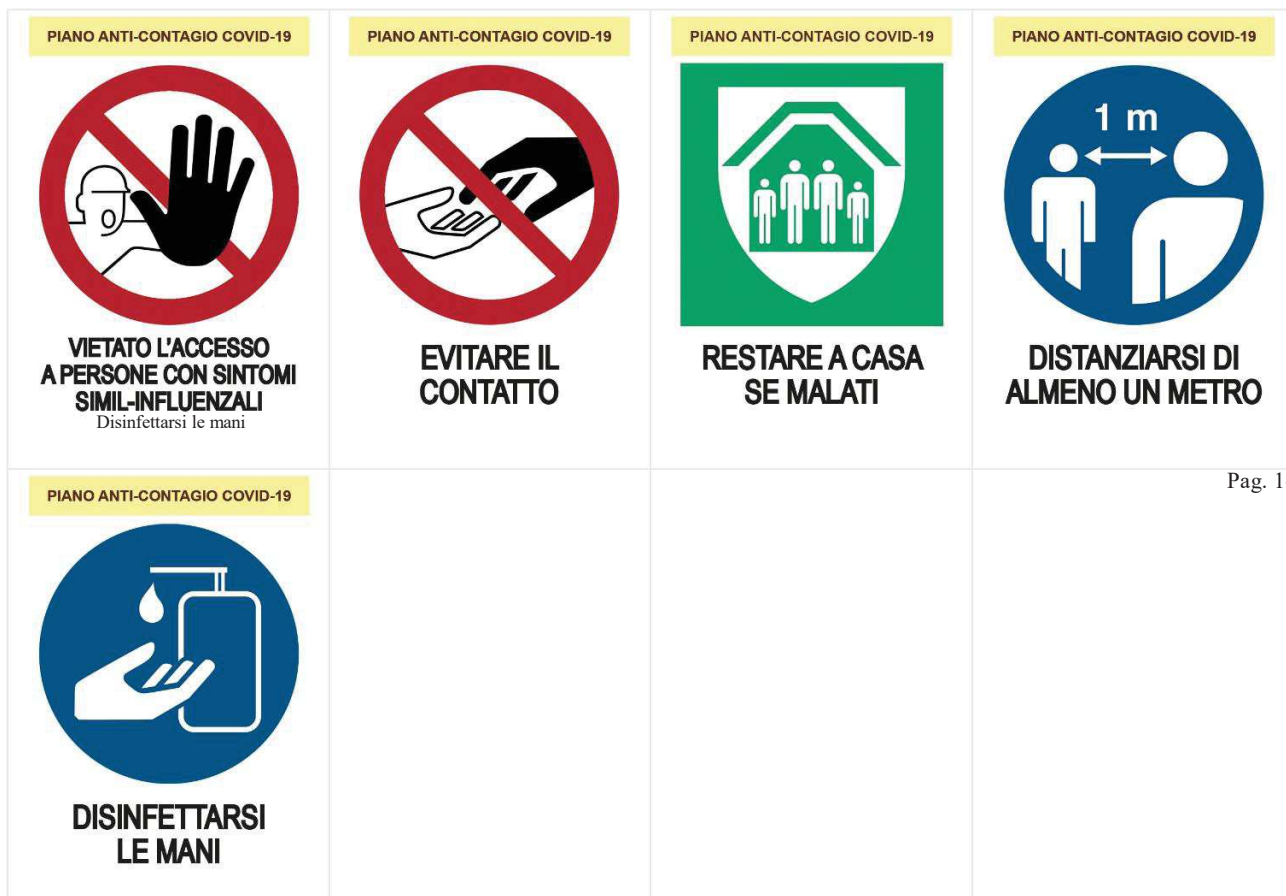 PIANO ANTI-CONTAGIO COVID-19
VIETATO L'ACCESSO
A PERSONE CON SINTOMI
SIMIL-INFLUENZALI
Disinfettarsi le mani
PIANO ANTI-CONTAGIO COVID-19
EVITARE IL
CONTATTO
PIANO ANTI-CONTAGIO COVID-19
RESTARE A CASA
SE MALATI
PIANO ANTI-CONTAGIO COVID-19
1 m
DISTANZIARSI DI
ALMENO UN METRO
Pag. 1
PIANO ANTI-CONTAGIO COVID-19
DISINFETTARSI
LE MANI